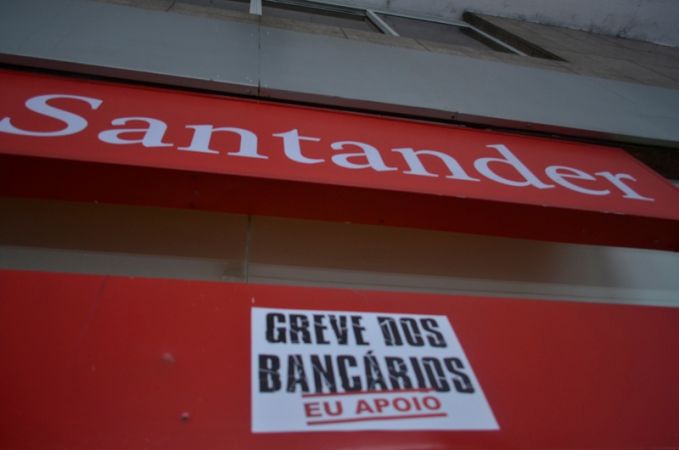 Santander
GREVE DOS
BANCÁRIOS
EU APOIO